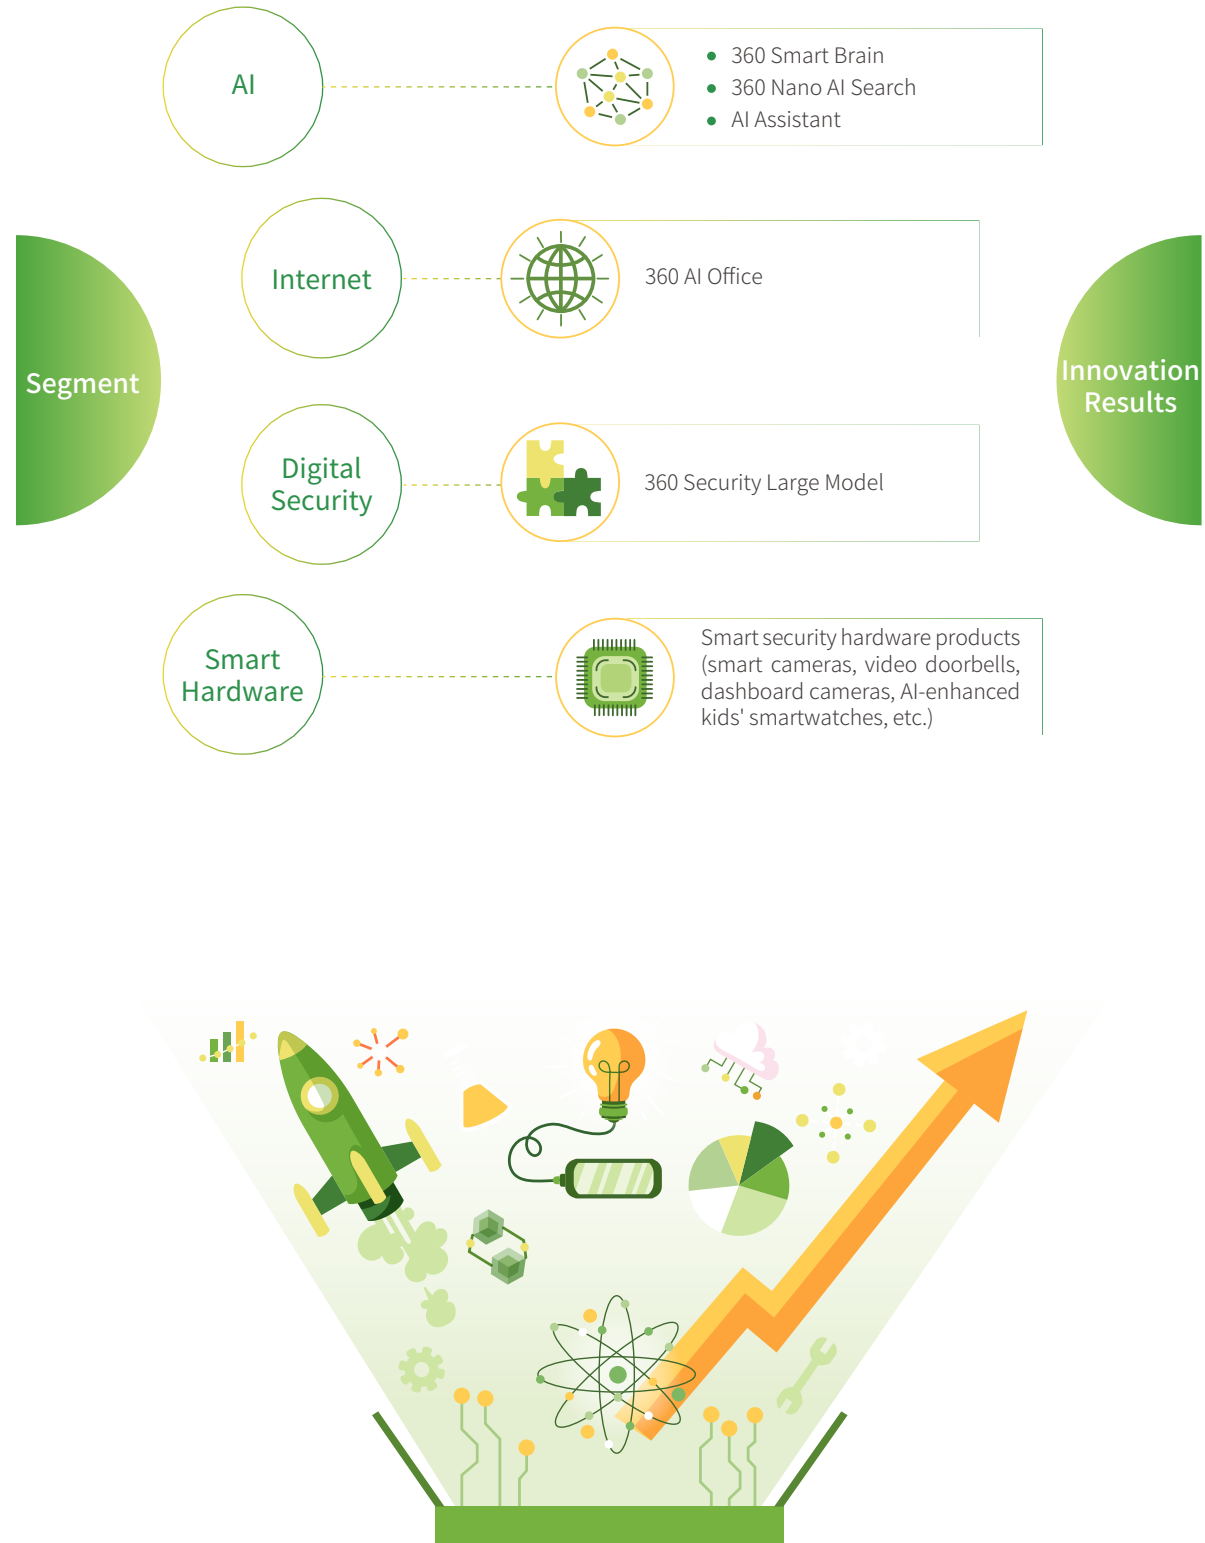 AI
360 Smart Brain
360 Nano AI Search
AI Assistant
Internet
360 AI Office
Segment
Innovation
Results
Digital
Security
360 Security Large Model
Smart
Hardware
Smart security hardware products
(smart cameras, video doorbells,
dashboard cameras, AI-enhanced
kids' smartwatches, etc.)